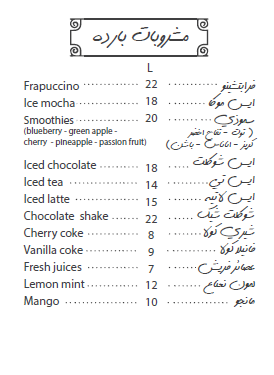 مشروبات بارده
L
Frapuccino 22 فرابتشينو
Ice mocha 18 ايس موكا
Smoothies 20 سموذي
(blueberry - green apple - ( توت - تفاح اخضر
cherry - pineapple - passion fruit) كرز - اناناس - باشن)
Iced chocolate 18 ايس شوكلت
Iced tea 14 ايس تي
Iced latte 15 ايس لاتيه
Chocolate shake 22 شوكلت شيك
Cherry coke 8 شيري كولا
Vanilla coke 9 فانيلا كولا
Fresh juices 7 عصائر فريش
Lemon mint 12 ليمون نعناع
Mango 10 مانجو